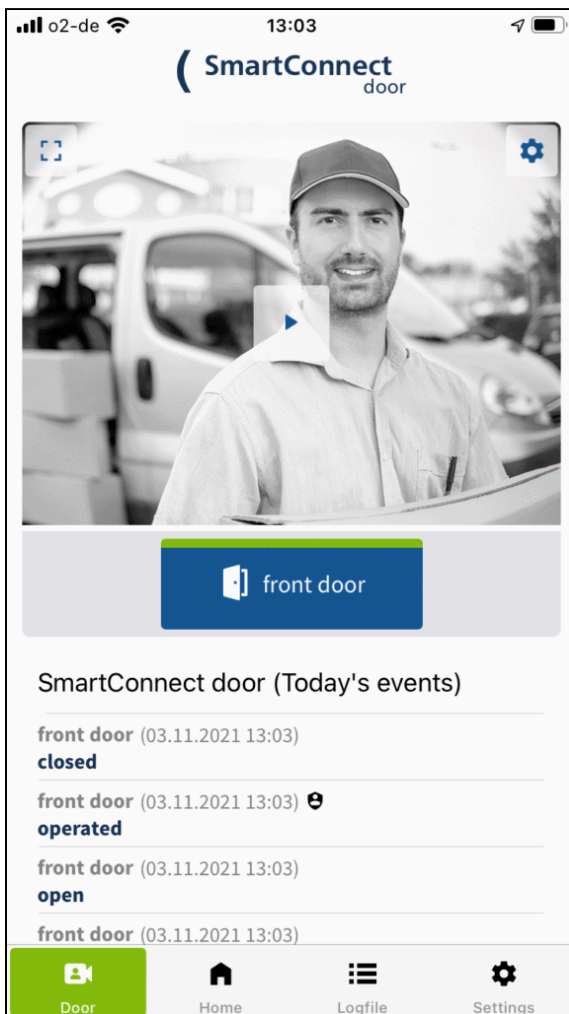 o2-de
13:03
SmartConnect
door
front door
SmartConnect door (Today's events)
front door (03.11.2021 13:03)
closed
front door (03.11.2021 13:03)
operated
front door (03.11.2021 13:03)
open
front door (03.11.2021 13:03)
Door Home Logfile Settings